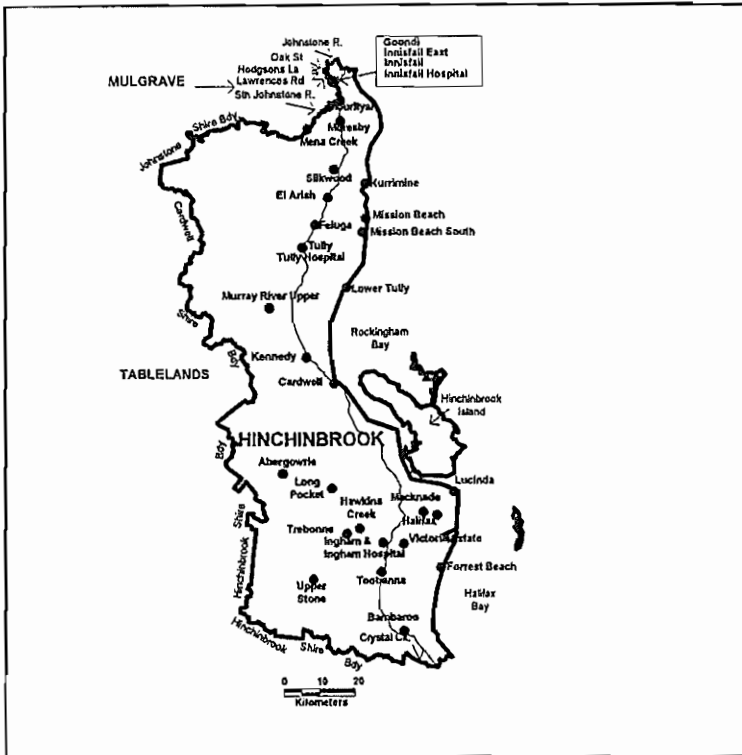 Johnstone R.
Oak St
Hodgsons La
Lawrences Rd
Sth Johnstone R.
Goondi
Innisfail East
Innisfail
Innisfail Hospital
MULGRAVE
Moresby
Mena Creek
Johnstone Shire Bdy
Silkwood
Kurrimine
El Arish
Cardwell Shire Bdy
Mission Beach
Feluga
Mission Beach South
Tully
Tully Hospital
Lower Tully
Murray River Upper
Rockingham
Bay
Kennedy
TABLELANDS
Cardwell
Hinchinbrook
Island
HINCHINBROOK
Abergowrie
Long
Pocket
Lucinda
Hawkins
Creek
Macknade
Halifax
Trebonne
Ingham &
Ingham Hospital
Victoria Estate
Hinchinbrook Shire Bdy
Toobanna
Forrest Beach
Upper
Stone
Halifax
Bay
Bambaroo
Crystal Ck.
Hinchinbrook Shire Bdy
0 10 20
Kilometers